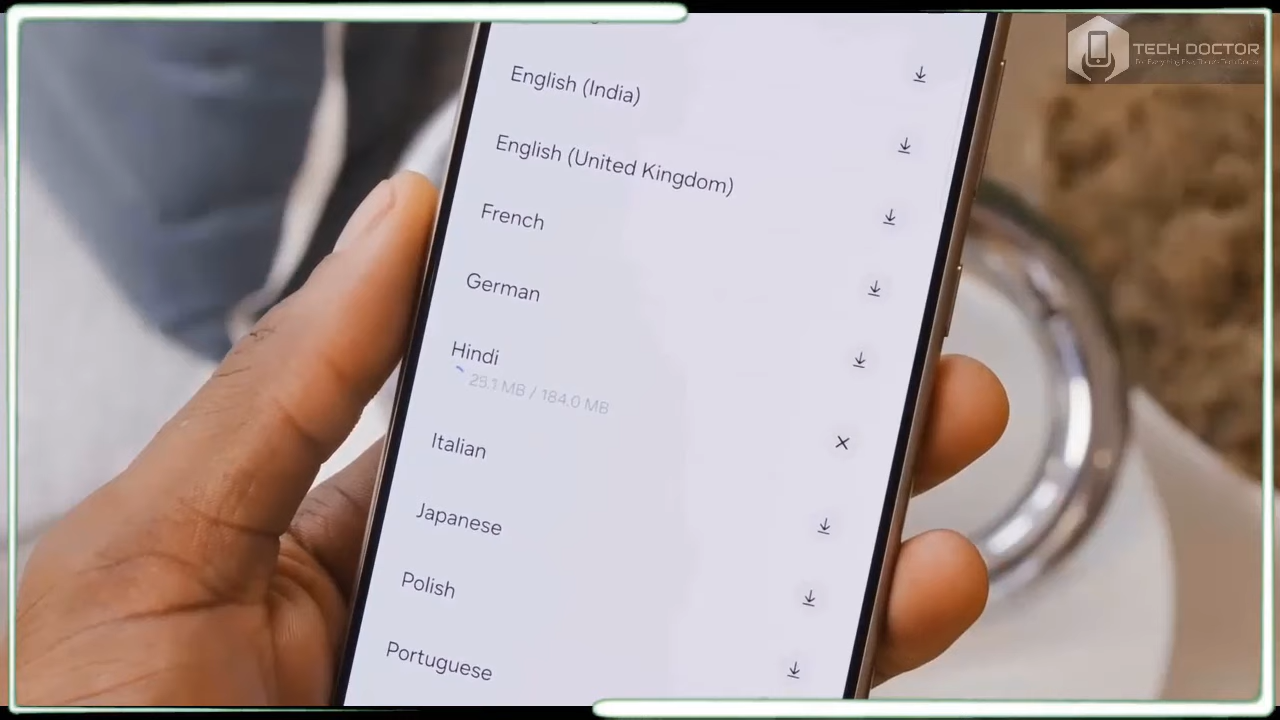 TECH DOCTOR
English (India)
English (United Kingdom)
French
German
Hindi
29.1 MB / 184.0 MB
Italian
Japanese
Polish
Portuguese